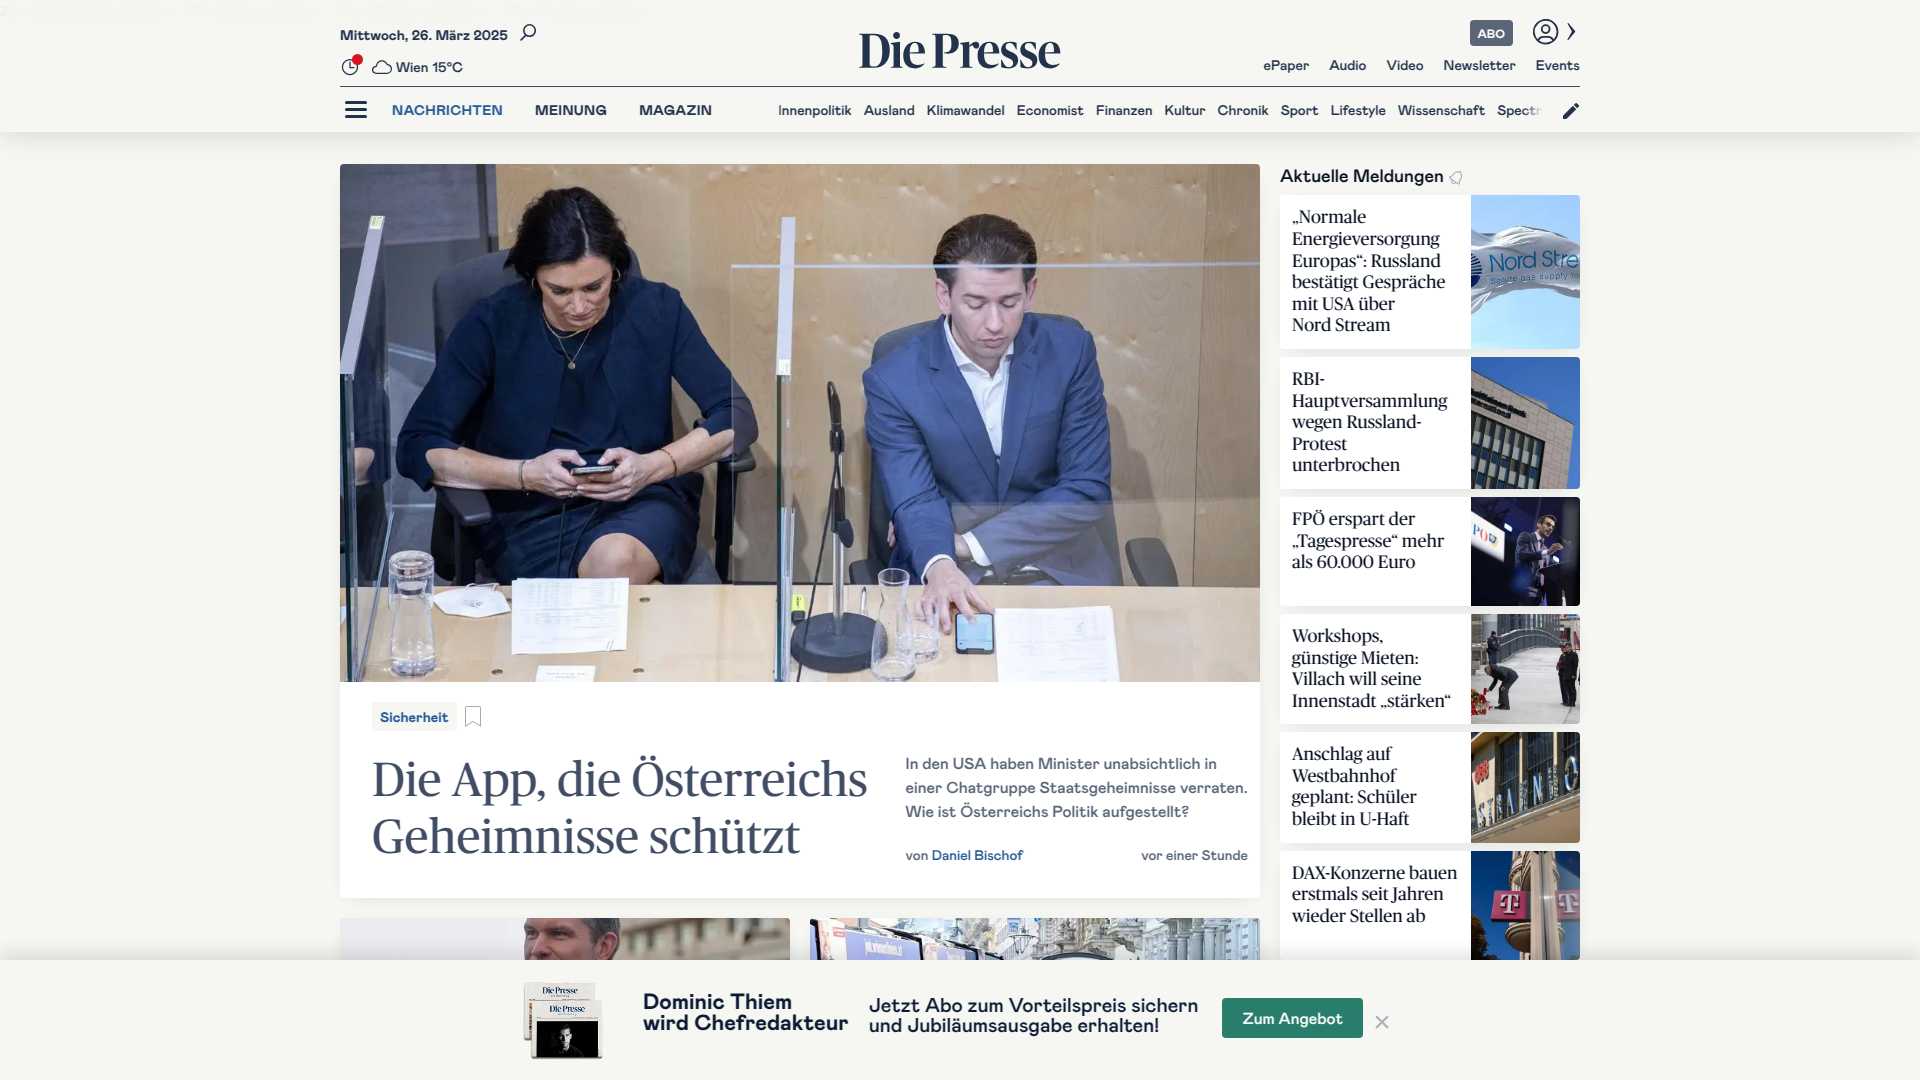 Mittwoch, 26. März 2025
Wien 15°C
Die Presse
ABO
ePaper Audio Video Newsletter Events
NACHRICHTEN MEINUNG MAGAZIN
Innenpolitik Ausland Klimawandel Economist Finanzen Kultur Chronik Sport Lifestyle Wissenschaft
Sicherheit
Die App, die Österreichs
Geheimnisse schützt
In den USA haben Minister unabsichtlich in
einer Chatgruppe Staatsgeheimnisse verraten.
Wie ist Österreichs Politik aufgestellt?
von Daniel Bischof
vor einer Stunde
Aktuelle Meldungen
„Normale
Energieversorgung
Europas“: Russland
bestätigt Gespräche
mit USA über
Nord Stream
Nord Stre
RBI-
Hauptversammlung
wegen Russland-
Protest
unterbrochen
FPÖ erspart der
„Tagespresse“ mehr
als 60.000 Euro
Workshops,
günstige Mieten:
Villach will seine
Innenstadt „stärken“
Anschlag auf
Westbahnhof
geplant: Schüler
bleibt in U-Haft
DAX-Konzerne bauen
erstmals seit Jahren
wieder Stellen ab
T T
Die Presse
Die Presse
Dominic Thiem
wird Chefredakteur
Jetzt Abo zum Vorteilspreis sichern
und Jubiläumsausgabe erhalten!
Zum Angebot